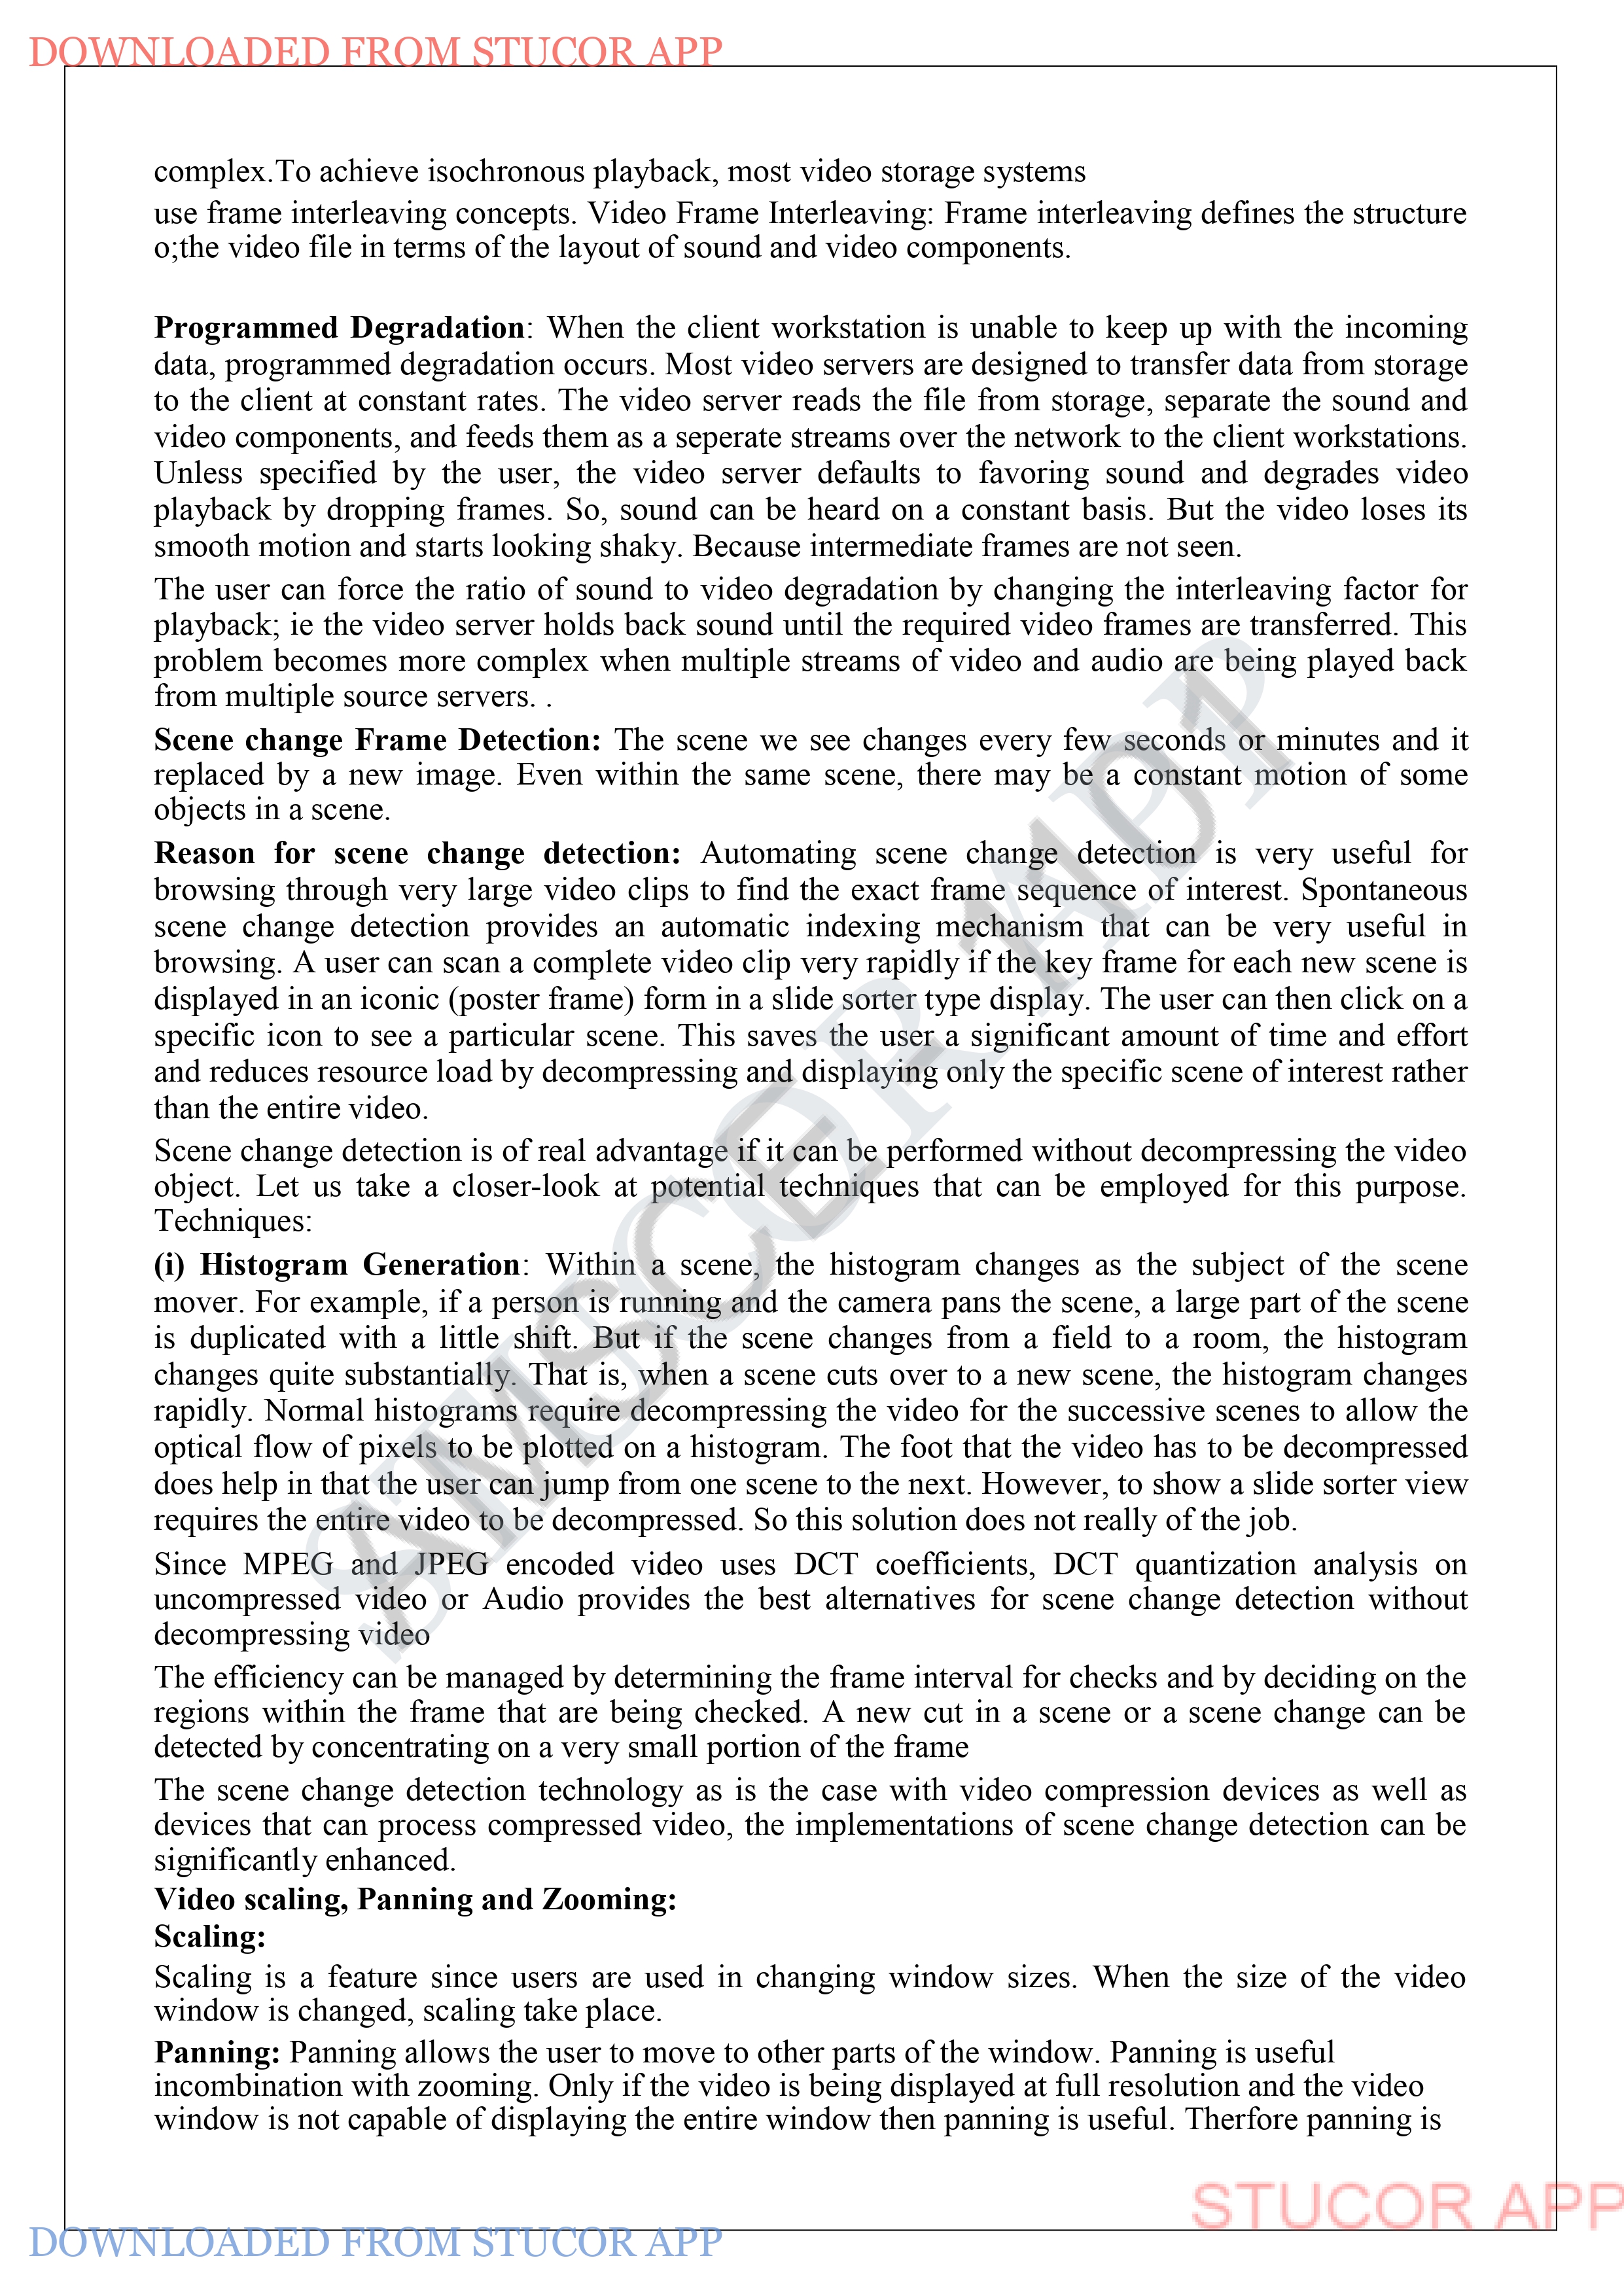 DOWNLOADED FROM STUCOR APP
complex.To achieve isochronous playback, most video storage systems
use frame interleaving concepts. Video Frame Interleaving: Frame interleaving defines the structure
o;the video file in terms of the layout of sound and video components.
Programmed Degradation: When the client workstation is unable to keep up with the incoming
data, programmed degradation occurs. Most video servers are designed to transfer data from storage
to the client at constant rates. The video server reads the file from storage, separate the sound and
video components, and feeds them as a seperate streams over the network to the client workstations.
Unless specified by the user, the video server defaults to favoring sound and degrades video
playback by dropping frames. So, sound can be heard on a constant basis. But the video loses its
smooth motion and starts looking shaky. Because intermediate frames are not seen.
The user can force the ratio of sound to video degradation by changing the interleaving factor for
playback; ie the video server holds back sound until the required video frames are transferred. This
problem becomes more complex when multiple streams of video and audio are being played back
from multiple source servers. .
Scene change Frame Detection: The scene we see changes every few seconds or minutes and it
replaced by a new image. Even within the same scene, there may be a constant motion of some
objects in a scene.
Reason for scene change detection: Automating scene change detection is very useful for
browsing through very large video clips to find the exact frame sequence of interest. Spontaneous
scene change detection provides an automatic indexing mechanism that can be very useful in
browsing. A user can scan a complete video clip very rapidly if the key frame for each new scene is
displayed in an iconic (poster frame) form in a slide sorter type display. The user can then click on a
specific icon to see a particular scene. This saves the user a significant amount of time and effort
and reduces resource load by decompressing and displaying only the specific scene of interest rather
than the entire video.
Scene change detection is of real advantage if it can be performed without decompressing the video
object. Let us take a closer-look at potential techniques that can be employed for this purpose.
Techniques:
(i) Histogram Generation: Within a scene, the histogram changes as the subject of the scene
mover. For example, if a person is running and the camera pans the scene, a large part of the scene
is duplicated with a little shift. But if the scene changes from a field to a room, the histogram
changes quite substantially. That is, when a scene cuts over to a new scene, the histogram changes
rapidly. Normal histograms require decompressing the video for the successive scenes to allow the
optical flow of pixels to be plotted on a histogram. The foot that the video has to be decompressed
does help in that the user can jump from one scene to the next. However, to show a slide sorter view
requires the entire video to be decompressed. So this solution does not really of the job.
Since MPEG and JPEG encoded video uses DCT coefficients, DCT quantization analysis on
uncompressed video or Audio provides the best alternatives for scene change detection without
decompressing video
The efficiency can be managed by determining the frame interval for checks and by deciding on the
regions within the frame that are being checked. A new cut in a scene or a scene change can be
detected by concentrating on a very small portion of the frame
The scene change detection technology as is the case with video compression devices as well as
devices that can process compressed video, the implementations of scene change detection can be
significantly enhanced.
Video scaling, Panning and Zooming:
Scaling:
Scaling is a feature since users are used in changing window sizes. When the size of the video
window is changed, scaling take place.
Panning: Panning allows the user to move to other parts of the window. Panning is useful
incombination with zooming. Only if the video is being displayed at full resolution and the video
window is not capable of displaying the entire window then panning is useful. Therfore panning is
AMSCE 1101
STUCOR APP
STUCOR APP
DOWNLOADED FROM STUCOR APP